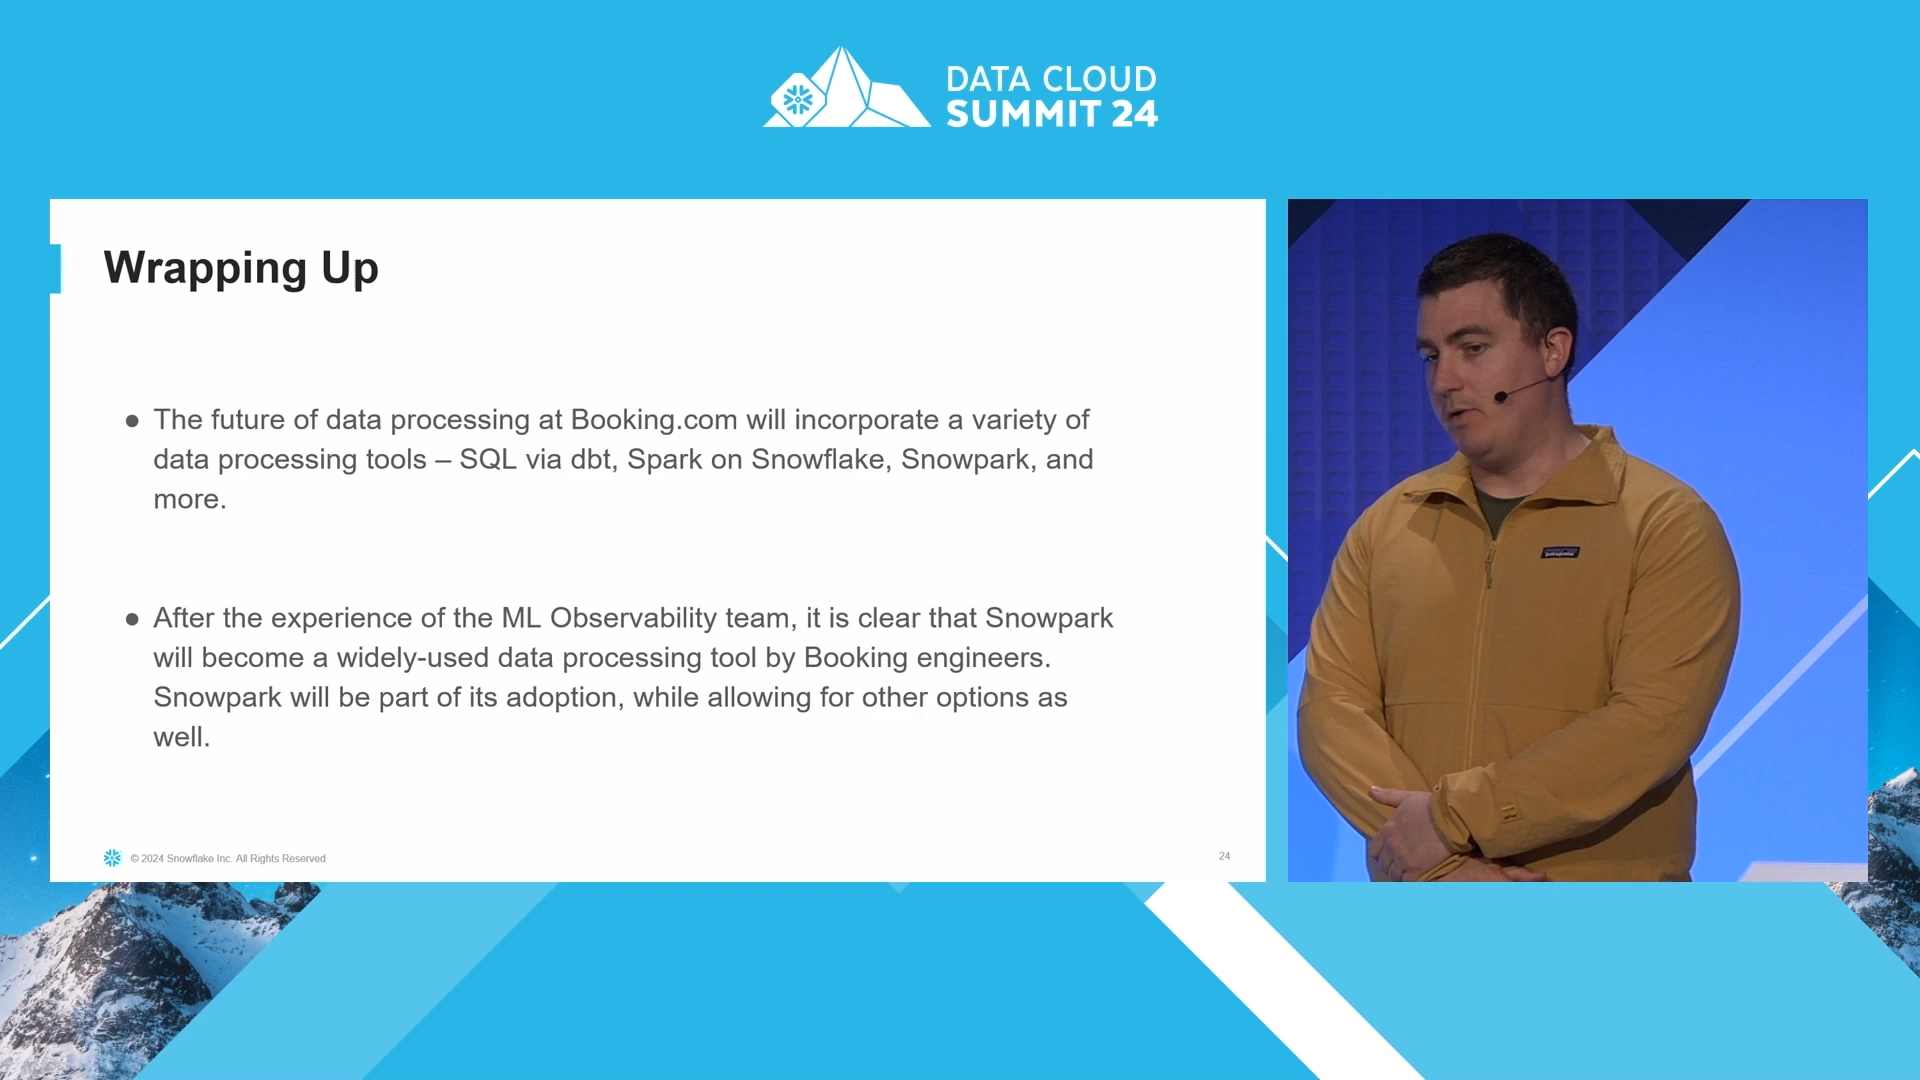 DATA CLOUD
SUMMIT 24
Wrapping Up
● The future of data processing at Booking.com will incorporate a variety of
data processing tools – SQL via dbt, Spark on Snowflake, Snowpark, and
more.
● After the experience of the ML Observability team, it is clear that Snowpark
will become a widely-used data processing tool by Booking engineers.
Snowpark will be part of its adoption, while allowing for other options as
well.
© 2024 Snowflake Inc. All Rights Reserved
24
patagonia